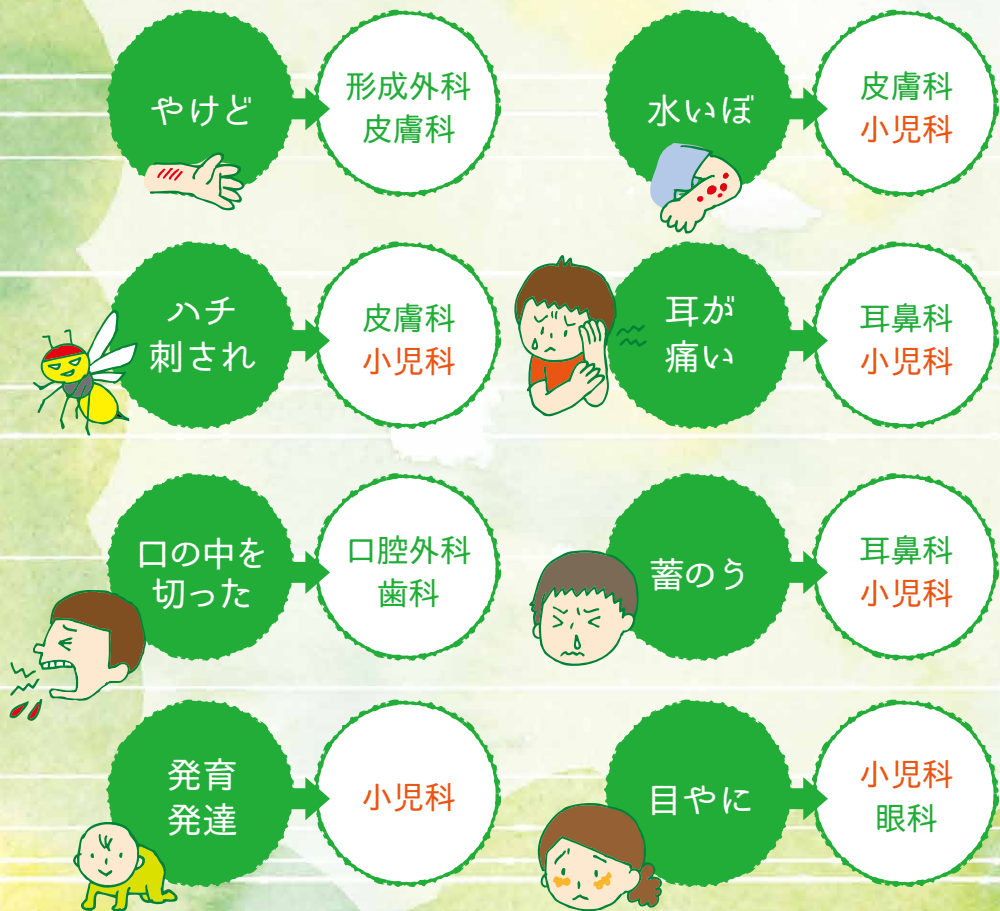 やけど
形成外科
皮膚科
水いぼ
皮膚科
小児科
ハチ
刺され
皮膚科
小児科
耳が
痛い
耳鼻科
小児科
口の中を
切った
口腔外科
歯科
蓄のう
耳鼻科
小児科
発育
発達
小児科
目やに
小児科
眼科